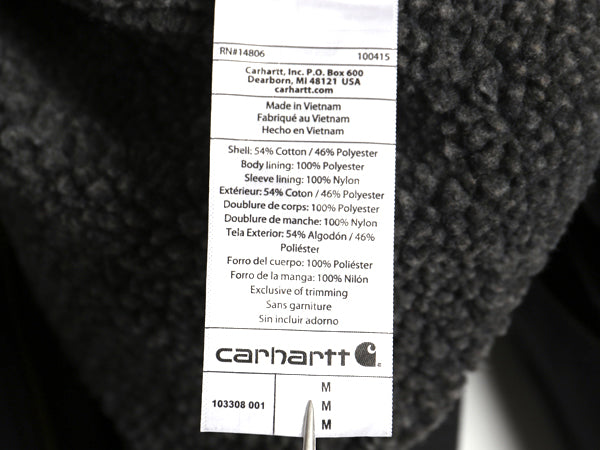 RN#14806 100415
Carhartt, Inc. P.O. Box 600
Dearborn, MI 48121 USA
carhartt.com
Made in Vietnam
Fabriqué au Vietnam
Hecho en Vietnam
Shell: 54% Cotton / 46% Polyester
Body lining: 100% Polyester
Sleeve lining: 100% Nylon
Extérieur: 54% Coton / 46% Polyester
Doublure de corps: 100% Polyester
Doublure de manche: 100% Nylon
Tela Exterior: 54% Algodón / 46%
Poliéster
Forro del cuerpo: 100% Poliéster
Forro de la manga: 100% Nilón
Exclusive of trimming
Sans garniture
Sin incluir adorno
carhartt
103308 001
M
M
M